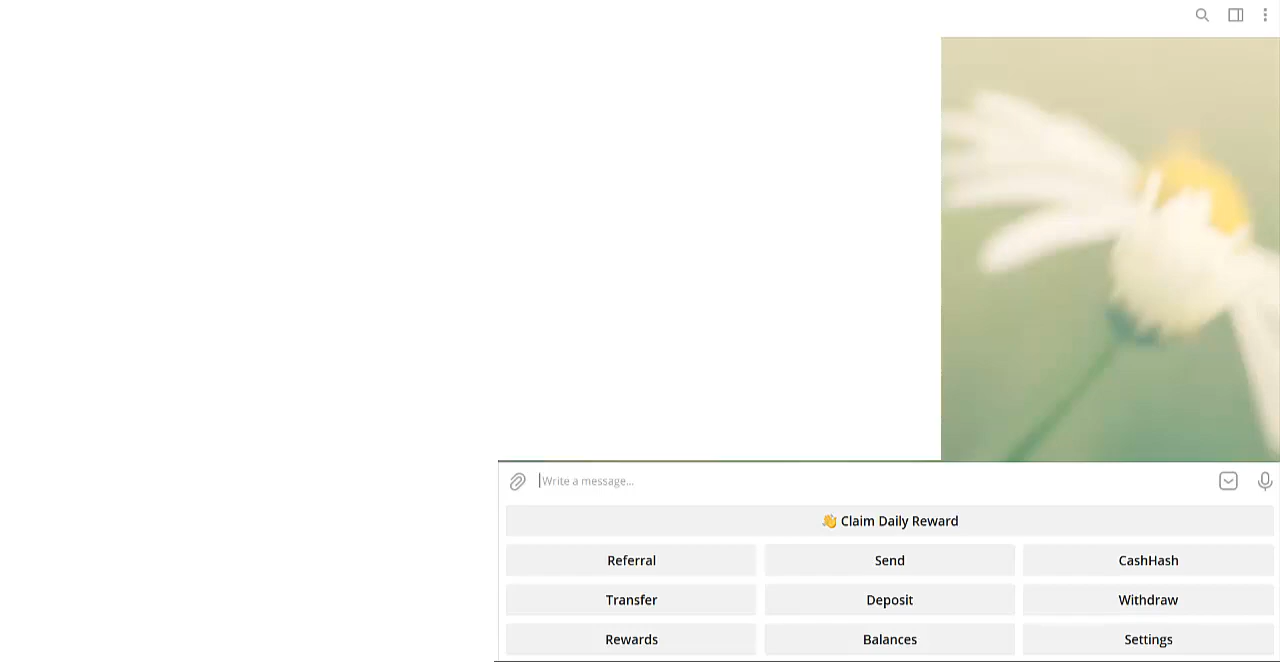 Write a message...
👋 Claim Daily Reward
Referral Send CashHash
Transfer Deposit Withdraw
Rewards Balances Settings